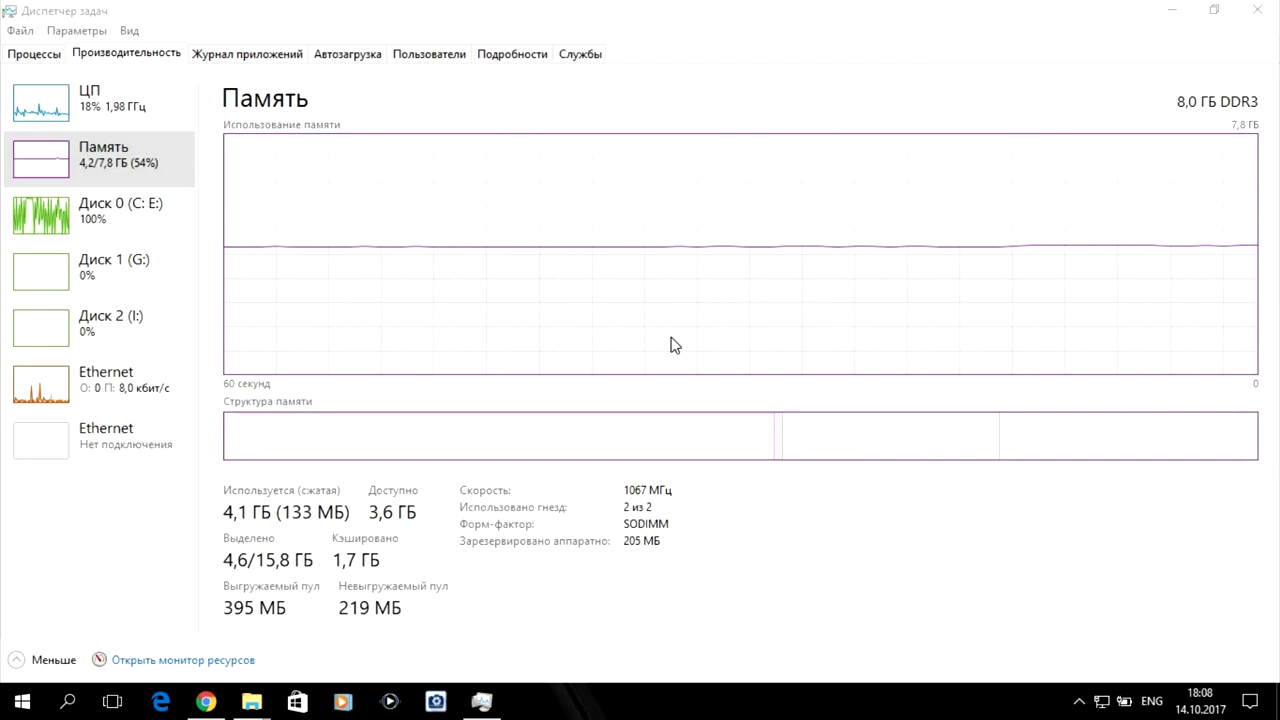 Диспетчер задач
Файл Параметры Вид
Процессы Производительность Журнал приложений Автозагрузка Пользователи Подробности Службы
ЦП
18% 1,98 ГГц
Память
4,2/7,8 ГБ (54%)
Диск 0 (C: E:)
100%
Диск 1 (G:)
0%
Диск 2 (I:)
0%
Ethernet
О: 0 П: 8,0 кбит/с
Ethernet
Нет подключения
Память
8,0 ГБ DDR3
Использование памяти
7,8 ГБ
60 секунд
0
Структура памяти
Используется (сжатая) Доступно
4,1 ГБ (133 МБ) 3,6 ГБ
Выделено Кэшировано
4,6/15,8 ГБ 1,7 ГБ
Выгружаемый пул Невыгружаемый пул
395 МБ 219 МБ
Скорость: 1067 МГц
Использовано гнезд: 2 из 2
Форм-фактор: SODIMM
Зарезервировано аппаратно: 205 МБ
Меньше Открыть монитор ресурсов
ENG
18:08
14.10.2017